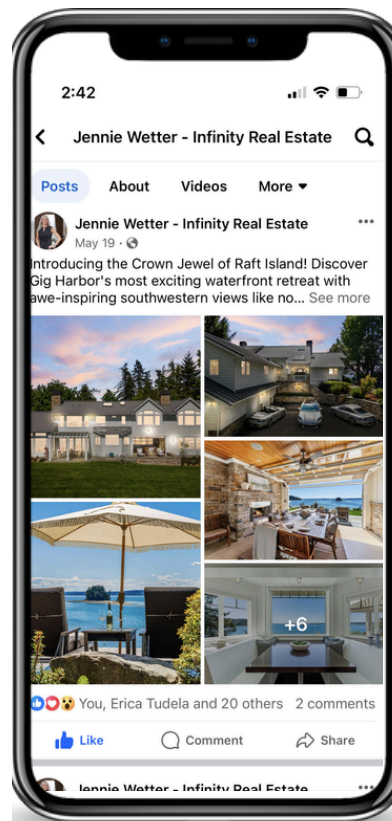 2:42
Jennie Wetter - Infinity Real Estate
Posts About Videos More
Jennie Wetter - Infinity Real Estate
May 19 ·
Introducing the Crown Jewel of Raft Island! Discover
Gig Harbor's most exciting waterfront retreat with
awe-inspiring southwestern views like no... See more
+6
You, Erica Tudela and 20 others 2 comments
Like Comment Share
Jennie Wetter - Infinity Real Estate